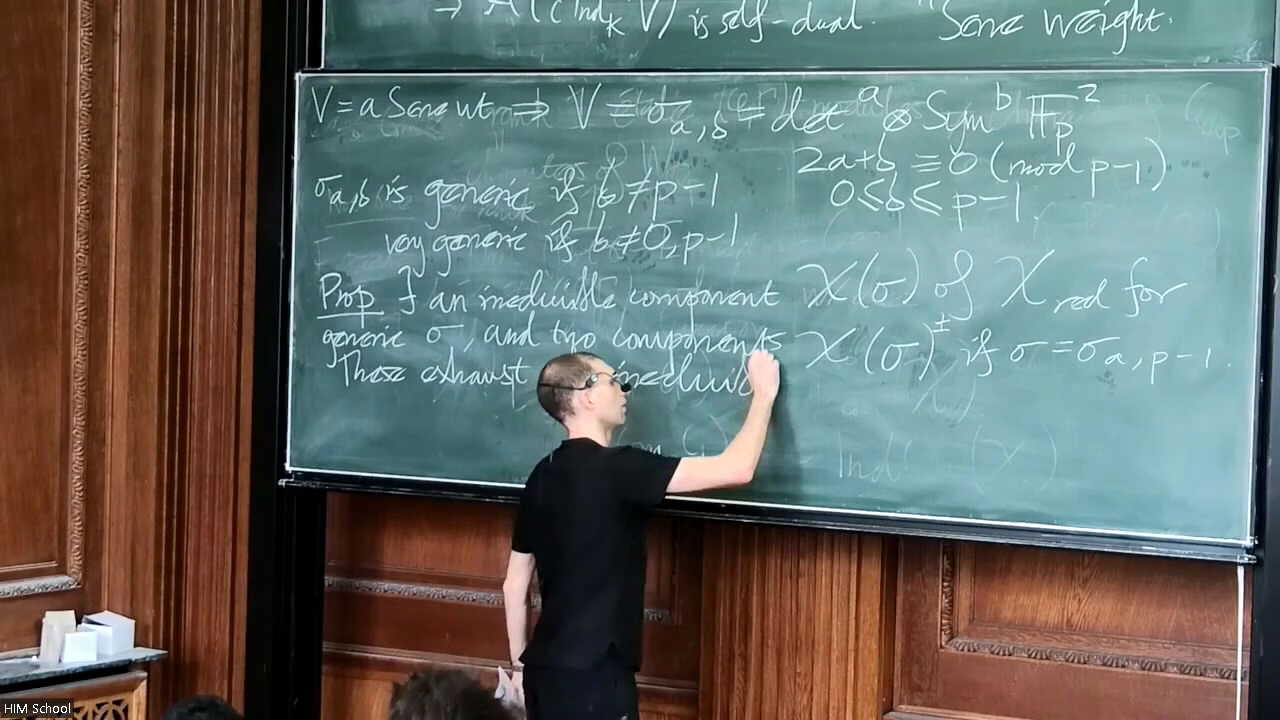 ⇒ A(c-Ind_K V) is self-dual. "Serre weight.
V = a Serre wt ⇒ V = σ_{a,b} = det^a ⊗ Sym^b F̄_p^2
2a+b ≡ 0 (mod p-1)
0 ≤ b ≤ p-1
σ_{a,b} is generic if b ≠ p-1
very generic if b ≠ 0, p-1
Prop ∃ an irreducible component X(σ) of X_red for
generic σ, and two components X(σ)^± if σ = σ_{a,p-1}.
These exhaust irreducib
HIM School